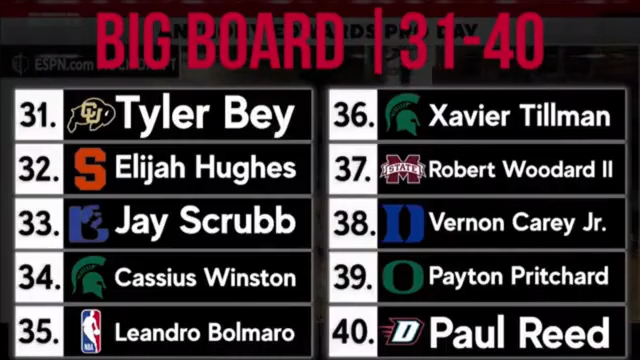 BIG BOARD | 31-40
ESPN.com
31. Tyler Bey
32. Elijah Hughes
33. Jay Scrubb
34. Cassius Winston
35. Leandro Bolmaro
36. Xavier Tillman
37. STATE Robert Woodard II
38. Vernon Carey Jr.
39. Payton Pritchard
40. Paul Reed